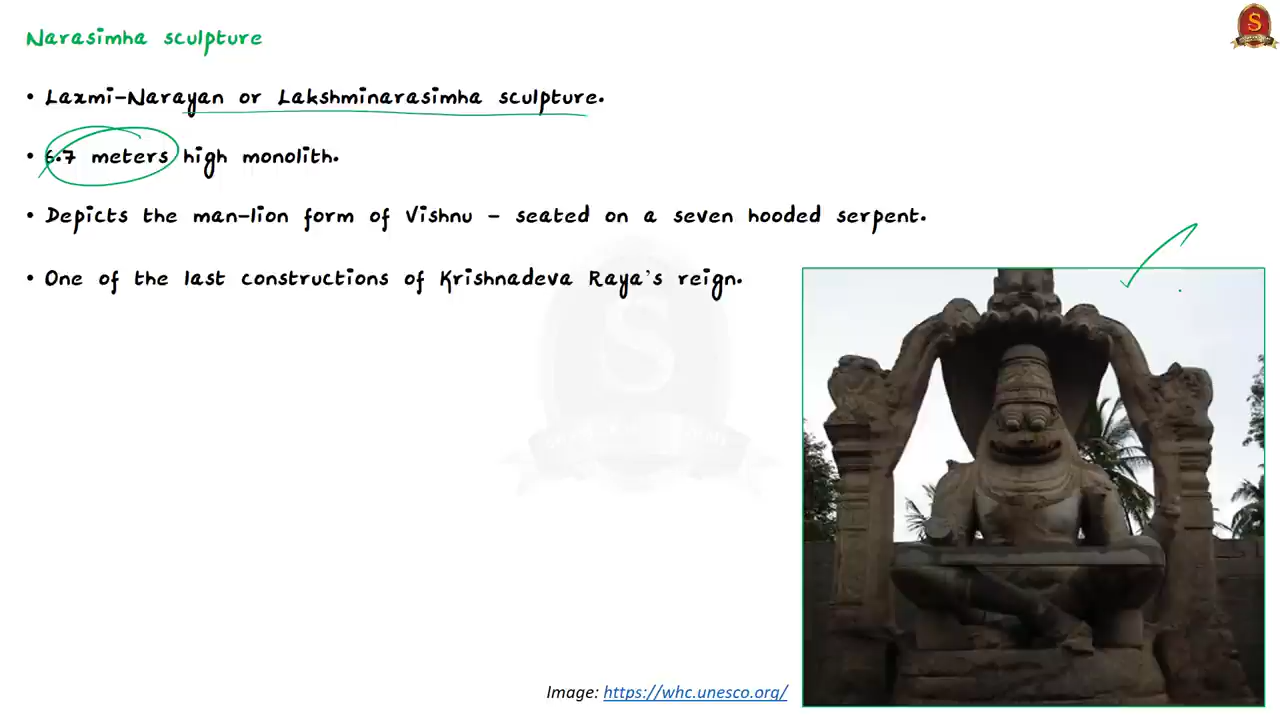 Narasimha sculpture
• Laxmi-Narayan or Lakshminarasimha sculpture.
• 6.7 meters high monolith.
• Depicts the man-lion form of Vishnu - seated on a seven hooded serpent.
• One of the last constructions of Krishnadeva Raya's reign.
S
Image: https://whc.unesco.org/